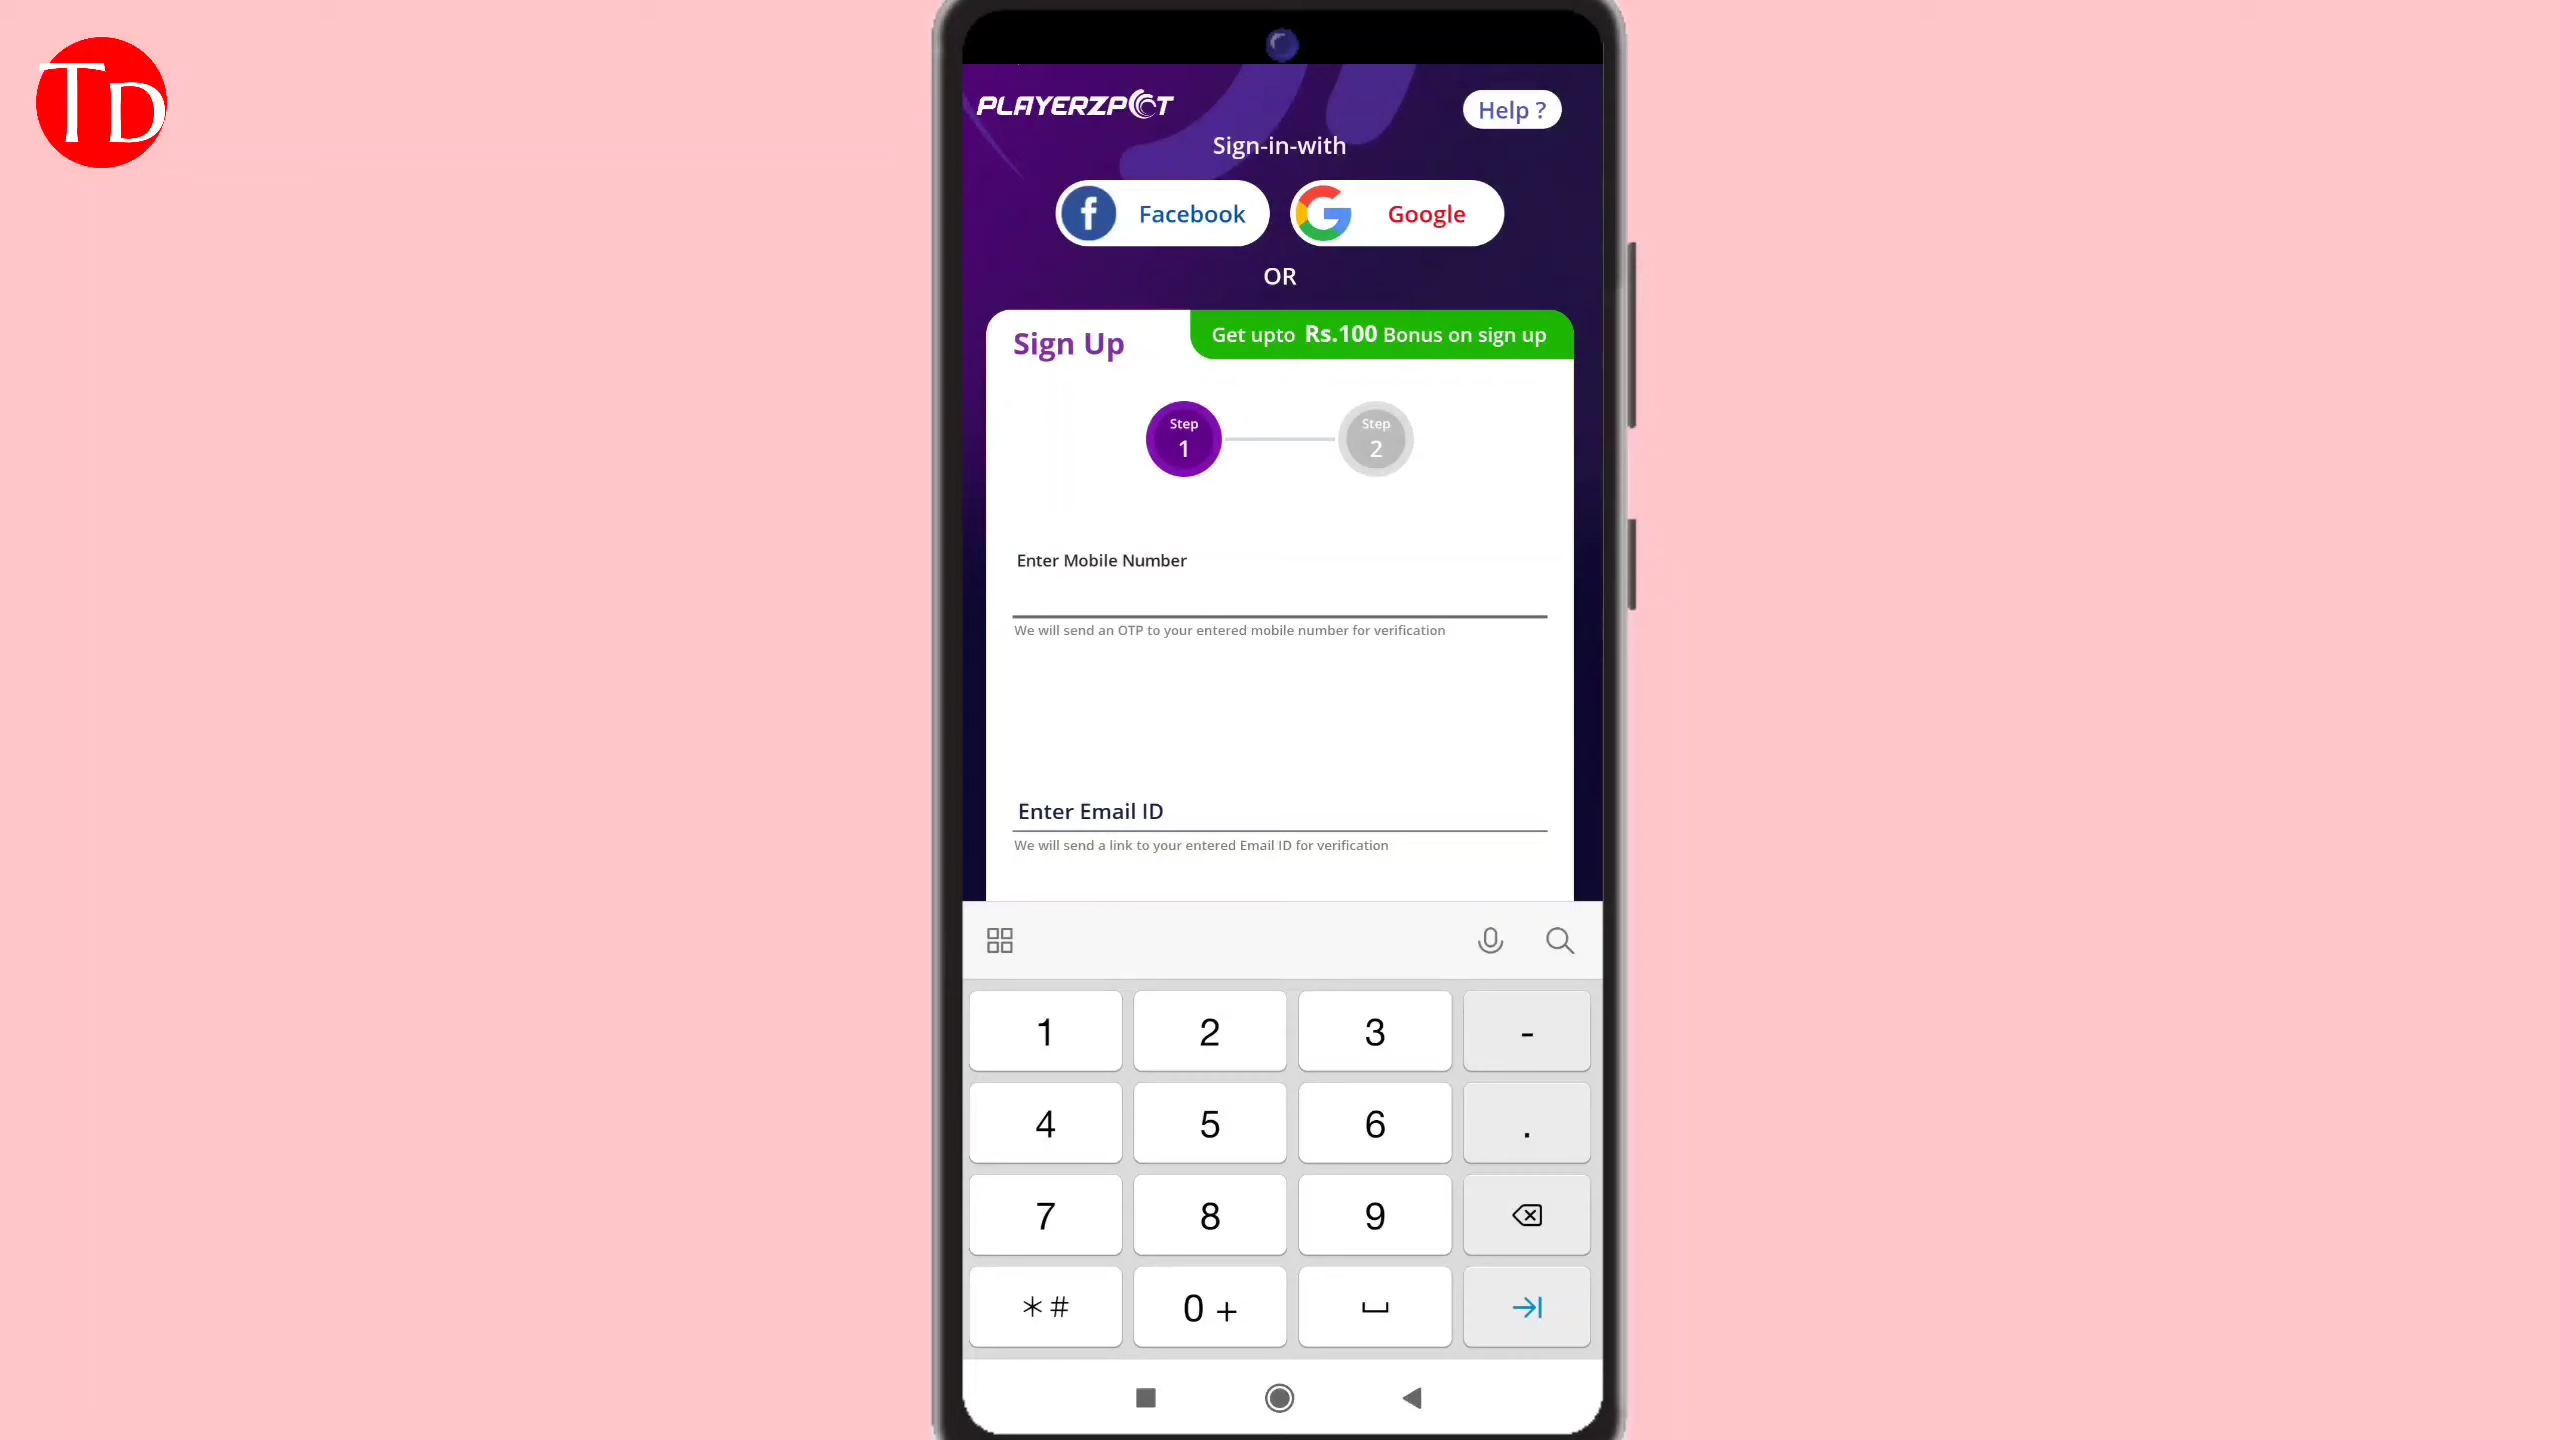 TD
PLAYERZPOT
Help ?
Sign-in-with
Facebook
Google
OR
Sign Up
Get upto Rs.100 Bonus on sign up
Step
1
Step
2
Enter Mobile Number
We will send an OTP to your entered mobile number for verification
Enter Email ID
We will send a link to your entered Email ID for verification
1 2 3 -
4 5 6 .
7 8 9
*# 0 +